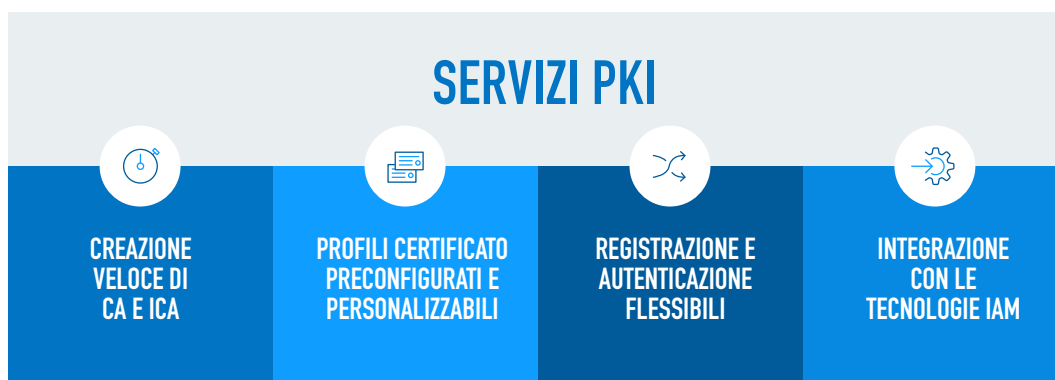 SERVIZI PKI
CREAZIONE
VELOCE DI
CA E ICA
PROFILI CERTIFICATO
PRECONFIGURATI E
PERSONALIZZABILI
REGISTRAZIONE E
AUTENTICAZIONE
FLESSIBILI
INTEGRAZIONE
CON LE
TECNOLOGIE IAM